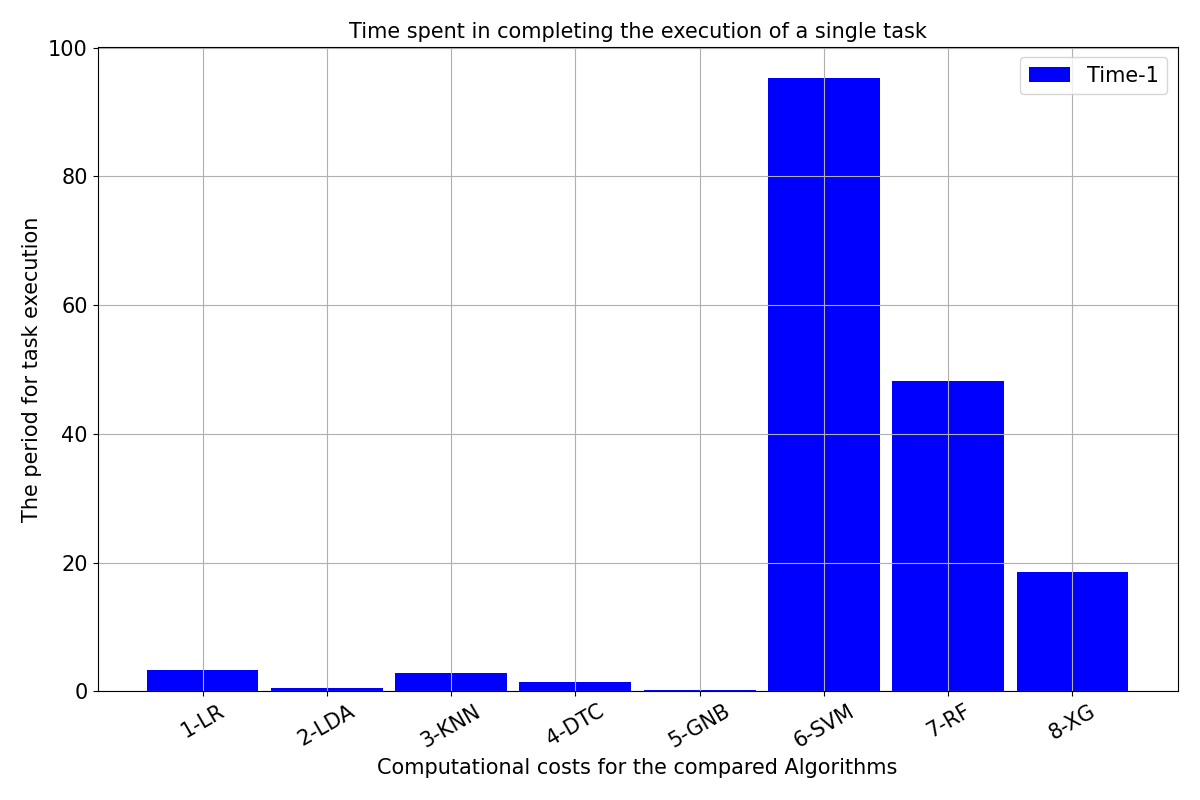 Time spent in completing the execution of a single task
Time-1
The period for task execution
100
80
60
40
20
0
1-LR
2-LDA
3-KNN
4-DTC
5-GNB
6-SVM
7-RF
8-XG
Computational costs for the compared Algorithms